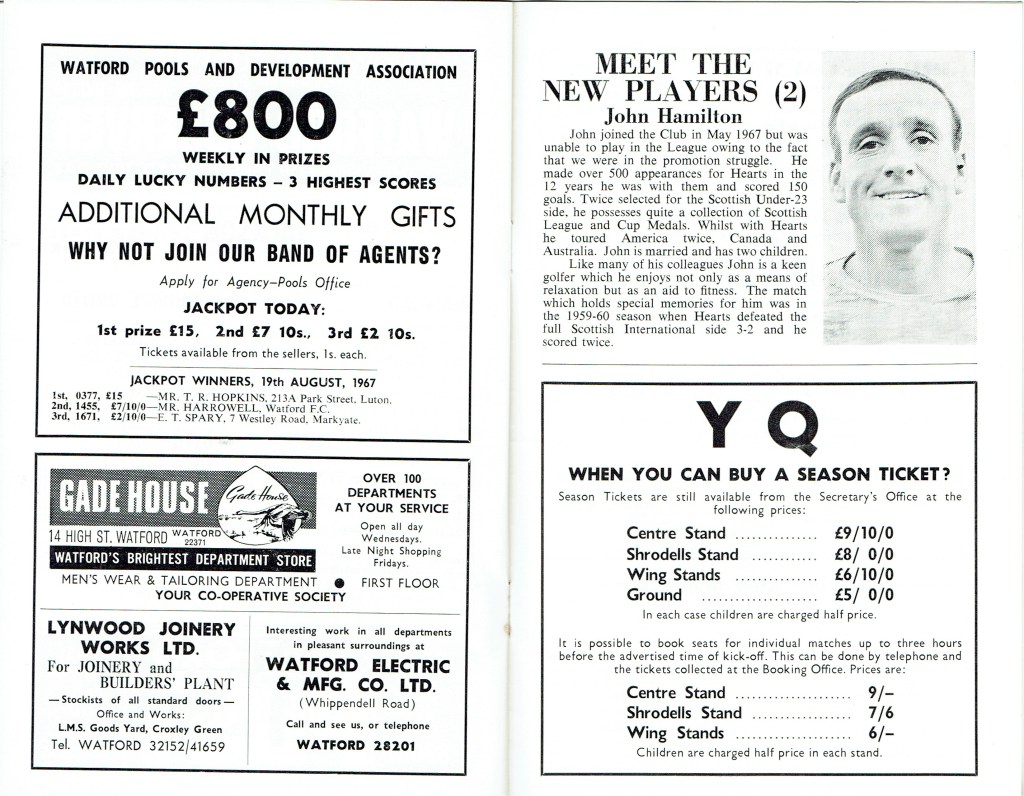 WATFORD POOLS AND DEVELOPMENT ASSOCIATION
£800
WEEKLY IN PRIZES
DAILY LUCKY NUMBERS – 3 HIGHEST SCORES
ADDITIONAL MONTHLY GIFTS
WHY NOT JOIN OUR BAND OF AGENTS?
Apply for Agency—Pools Office
JACKPOT TODAY:
1st prize £15, 2nd £7 10s., 3rd £2 10s.
Tickets available from the sellers, 1s. each.
JACKPOT WINNERS, 19th AUGUST, 1967
1st, 0377, £15 —MR. T. R. HOPKINS, 213A Park Street, Luton.
2nd, 1455, £7/10/0—MR. HARROWELL, Watford F.C.
3rd, 1671, £2/10/0—E. T. SPARY, 7 Westley Road, Markyate.
GADE HOUSE
Gade House
14 HIGH ST. WATFORD WATFORD 22371
WATFORD'S BRIGHTEST DEPARTMENT STORE
OVER 100
DEPARTMENTS
AT YOUR SERVICE
Open all day
Wednesdays.
Late Night Shopping
Fridays.
MEN'S WEAR & TAILORING DEPARTMENT ● FIRST FLOOR
YOUR CO-OPERATIVE SOCIETY
LYNWOOD JOINERY
WORKS LTD.
For JOINERY and
BUILDERS' PLANT
—Stockists of all standard doors—
Office and Works:
L.M.S. Goods Yard, Croxley Green
Tel. WATFORD 32152/41659
Interesting work in all departments
in pleasant surroundings at
WATFORD ELECTRIC
& MFG. CO. LTD.
(Whippendell Road)
Call and see us, or telephone
WATFORD 28201
MEET THE
NEW PLAYERS (2)
John Hamilton
John joined the Club in May 1967 but was
unable to play in the League owing to the fact
that we were in the promotion struggle. He
made over 500 appearances for Hearts in the
12 years he was with them and scored 150
goals. Twice selected for the Scottish Under-23
side, he possesses quite a collection of Scottish
League and Cup Medals. Whilst with Hearts
he toured America twice, Canada and
Australia. John is married and has two children.
Like many of his colleagues John is a keen
golfer which he enjoys not only as a means of
relaxation but as an aid to fitness. The match
which holds special memories for him was in
the 1959-60 season when Hearts defeated the
full Scottish International side 3-2 and he
scored twice.
Y Q
WHEN YOU CAN BUY A SEASON TICKET?
Season Tickets are still available from the Secretary's Office at the
following prices:
Centre Stand ............... £9/10/0
Shrodells Stand ............ £8/ 0/0
Wing Stands ............... £6/10/0
Ground ..................... £5/ 0/0
In each case children are charged half price.
It is possible to book seats for individual matches up to three hours
before the advertised time of kick-off. This can be done by telephone and
the tickets collected at the Booking Office. Prices are:
Centre Stand ..................... 9/–
Shrodells Stand .................. 7/6
Wing Stands ..................... 6/–
Children are charged half price in each stand.